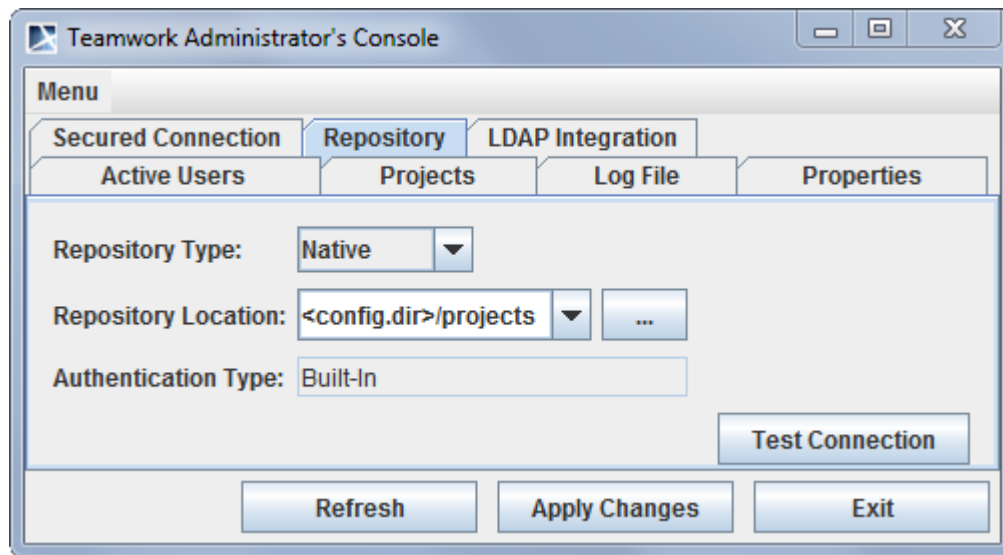 Teamwork Administrator's Console
Menu
Secured Connection Repository LDAP Integration
Active Users Projects Log File Properties
Repository Type: Native
Repository Location: <config.dir>/projects ...
Authentication Type: Built-In
Test Connection
Refresh Apply Changes Exit